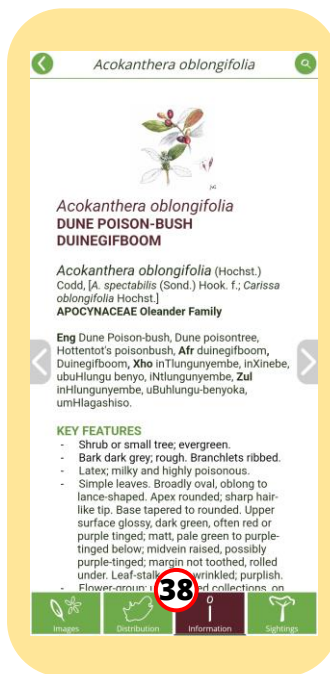 Acokanthera oblongifolia
Acokanthera oblongifolia
DUNE POISON-BUSH
DUINEGIFBOOM
Acokanthera oblongifolia (Hochst.)
Codd, [A. spectabilis (Sond.) Hook. f.; Carissa
oblongifolia Hochst.]
APOCYNACEAE Oleander Family
Eng Dune Poison-bush, Dune poisontree,
Hottentot's poisonbush, Afr duinegifboom,
Duinegifboom, Xho inTlungunyembe, inXinebe,
ubuHlungu benyo, iNtlungunyembe, Zul
inHlungunyembe, uBuhlungu-benyoka,
umHlagashiso.
KEY FEATURES
- Shrub or small tree; evergreen.
- Bark dark grey; rough. Branchlets ribbed.
- Latex; milky and highly poisonous.
- Simple leaves. Broadly oval, oblong to
lance-shaped. Apex rounded; sharp hair-
like tip. Base tapered to rounded. Upper
surface glossy, dark green, often red or
purple tinged; matt, pale green to purple-
tinged below; midvein raised, possibly
purple-tinged; margin not toothed, rolled
under. Leaf-stalk wrinkled; purplish.
- Flower-group: collections, on
38
Images Distribution Information Sightings